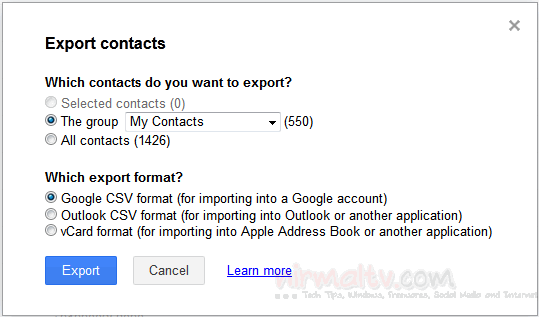 Export contacts
Which contacts do you want to export?
Selected contacts (0)
The group My Contacts (550)
All contacts (1426)
Which export format?
Google CSV format (for importing into a Google account)
Outlook CSV format (for importing into Outlook or another application)
vCard format (for importing into Apple Address Book or another application)
Export Cancel Learn more
nirmaltv.com
... Tech Tips, Windows, Freewares, Social Media and Internet